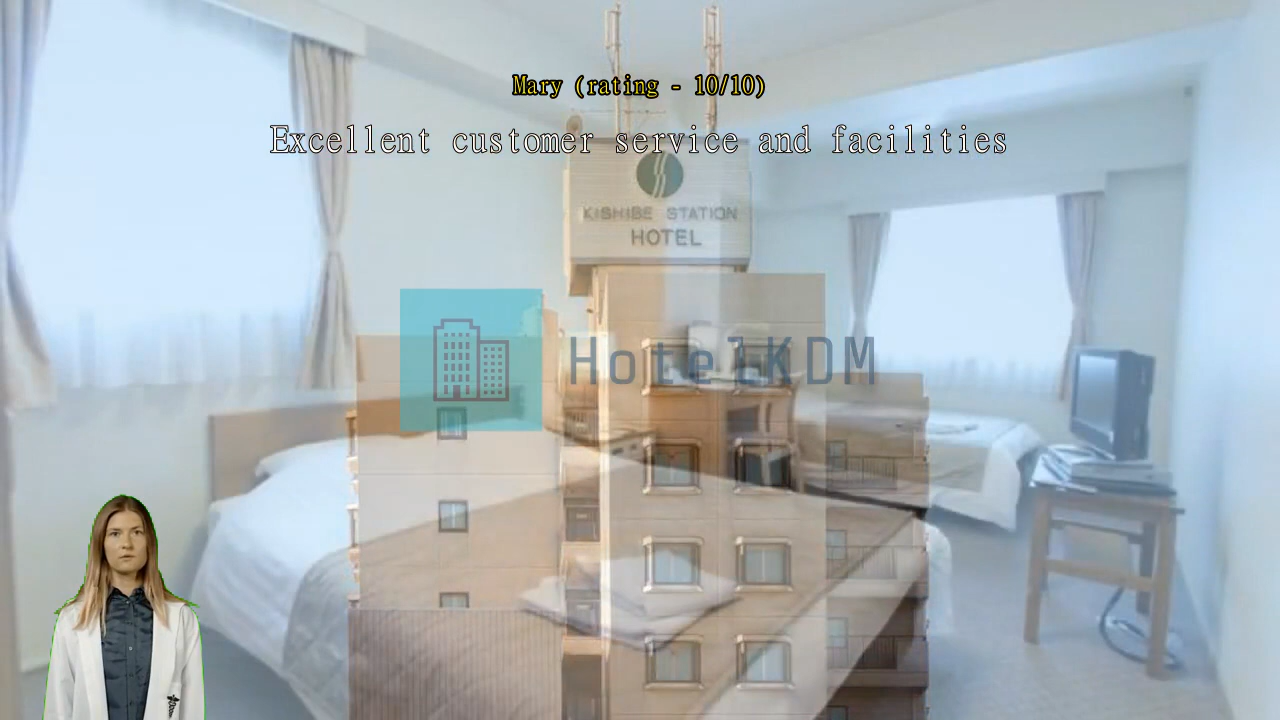 Mary (rating - 10/10)
Excellent customer service and facilities
KISHIBE STATION
HOTEL
HotelKDM